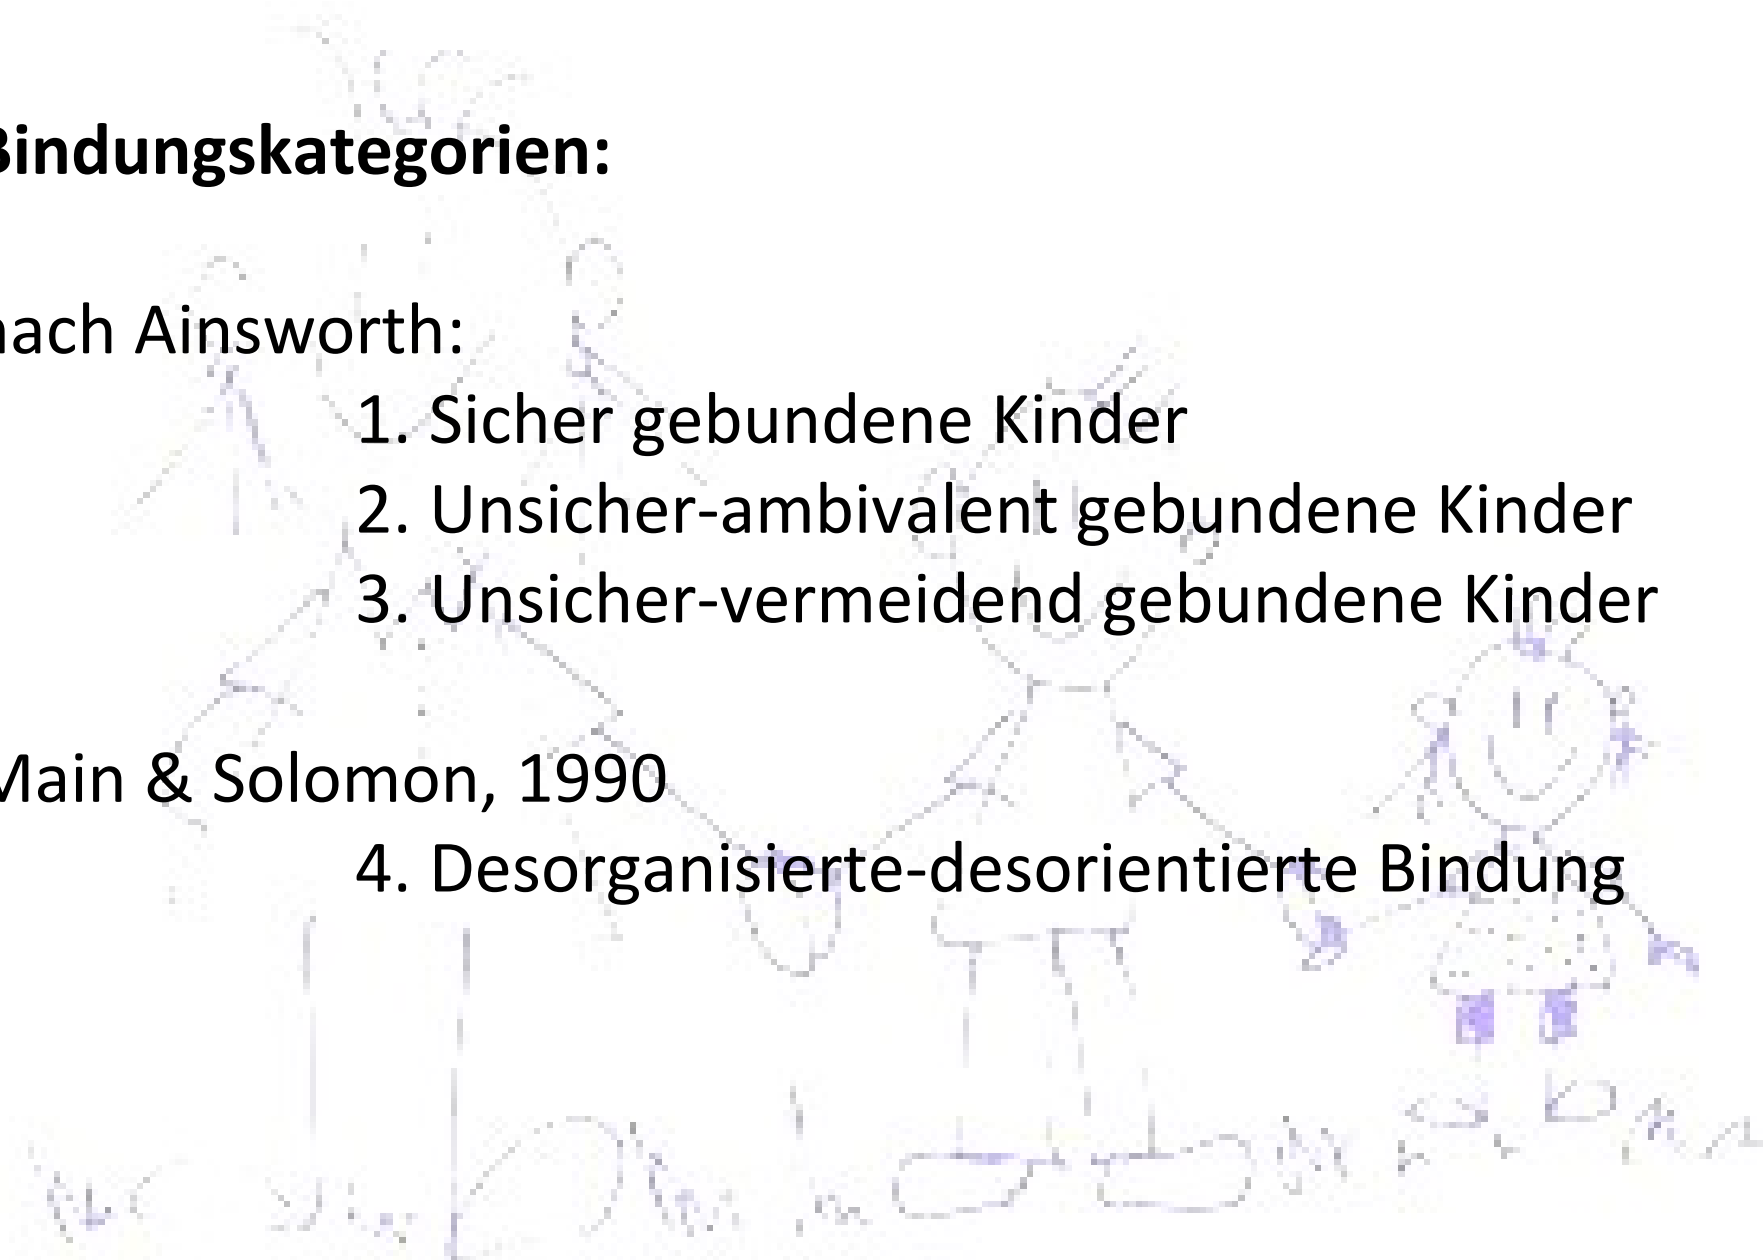 Bindungskategorien:
nach Ainsworth:
1. Sicher gebundene Kinder
2. Unsicher-ambivalent gebundene Kinder
3. Unsicher-vermeidend gebundene Kinder
Main & Solomon, 1990
4. Desorganisierte-desorientierte Bindung